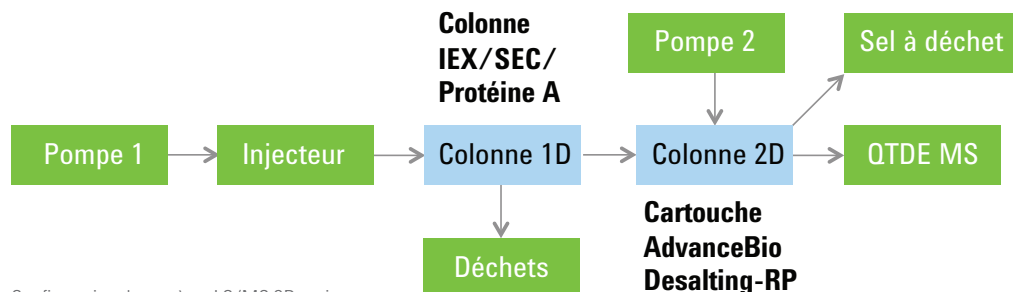 Colonne
IEX/SEC/
Protéine A
Pompe 2
Sel à déchet
Pompe 1
Injecteur
Colonne 1D
Colonne 2D
QTDE MS
Déchets
Cartouche
AdvanceBio
Desalting-RP